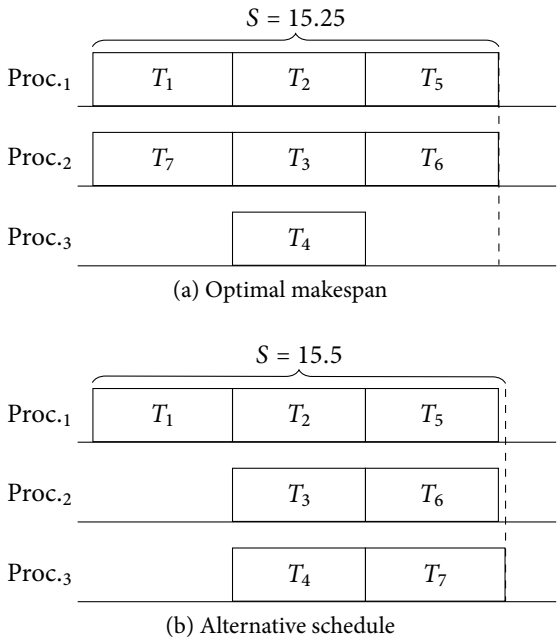 S = 15.25
Proc.₁ T₁ T₂ T₅
Proc.₂ T₇ T₃ T₆
Proc.₃ T₄
(a) Optimal makespan
S = 15.5
Proc.₁ T₁ T₂ T₅
Proc.₂ T₃ T₆
Proc.₃ T₄ T₇
(b) Alternative schedule